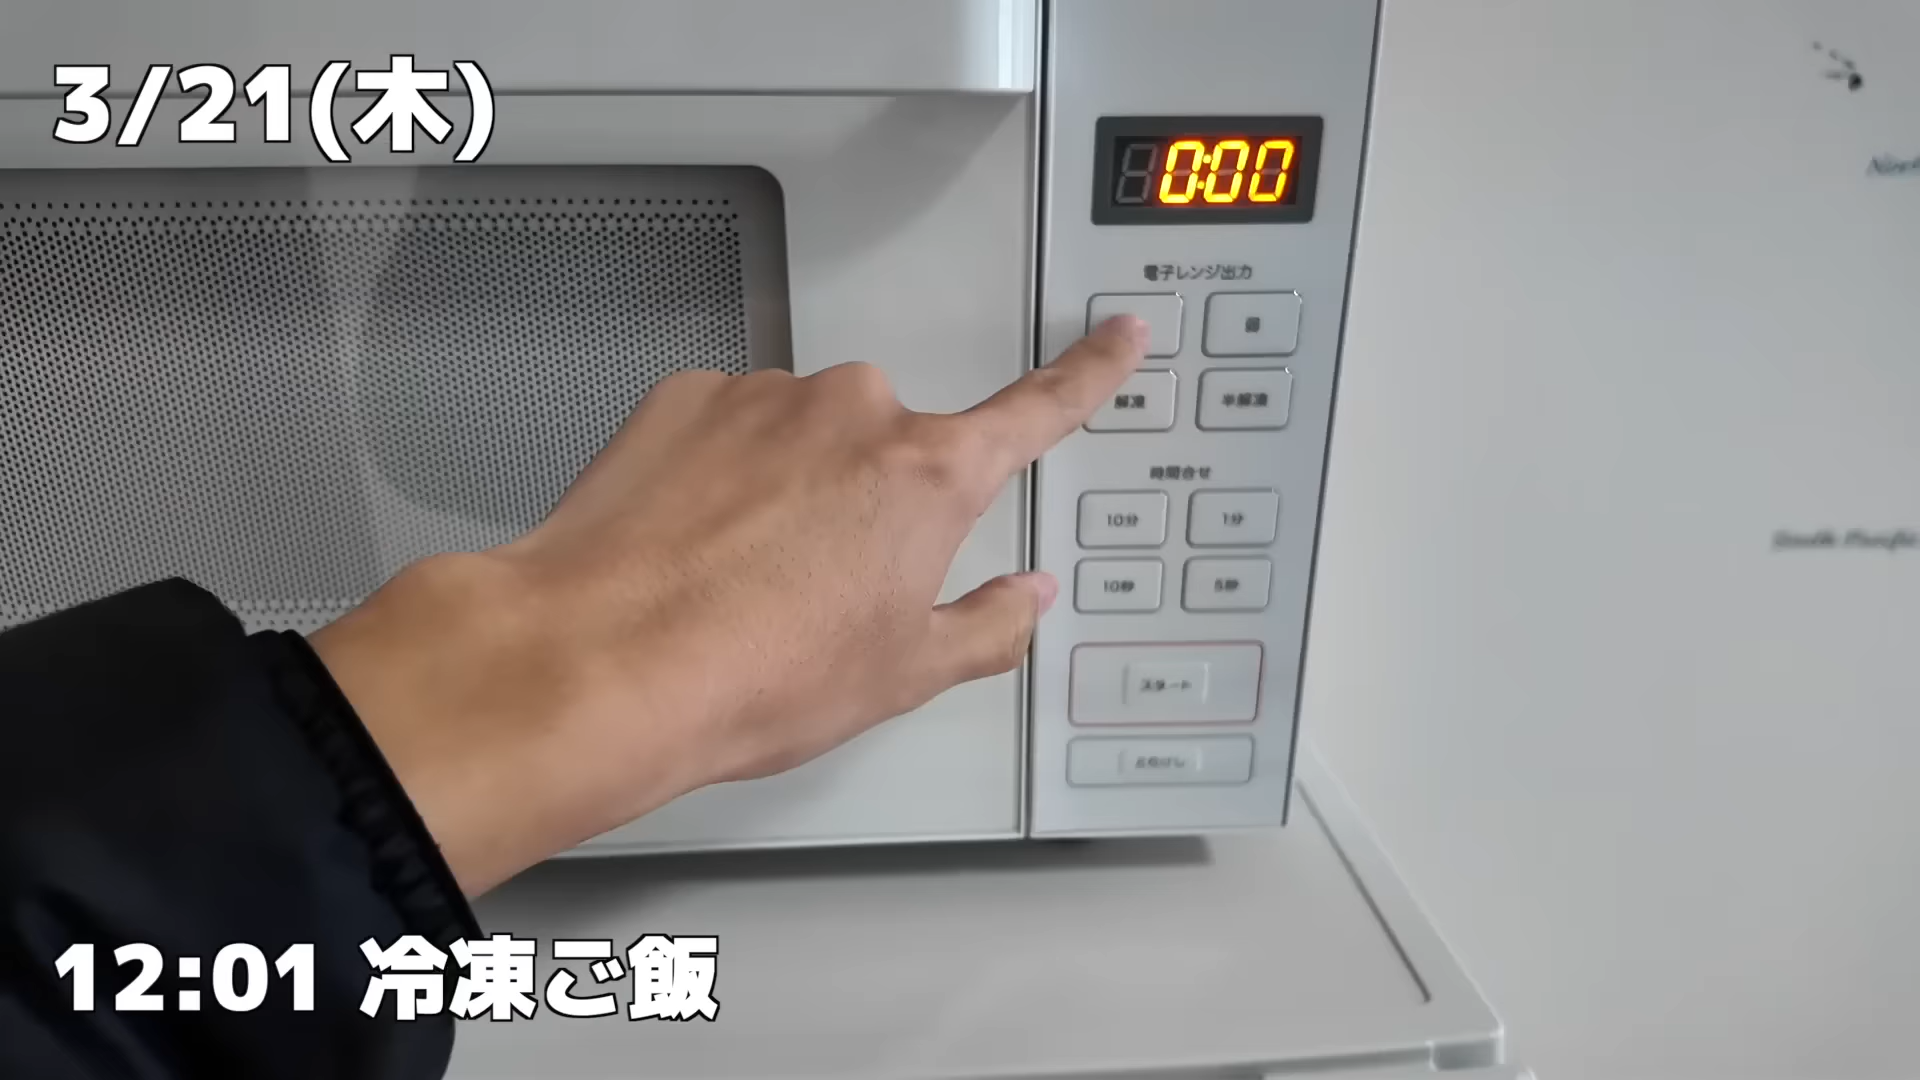 3/21(木)
0:00
電子レンジ出力
弱
解凍
半解凍
時間合せ
10分
1分
10秒
5秒
スタート
とりけし
12:01 冷凍ご飯